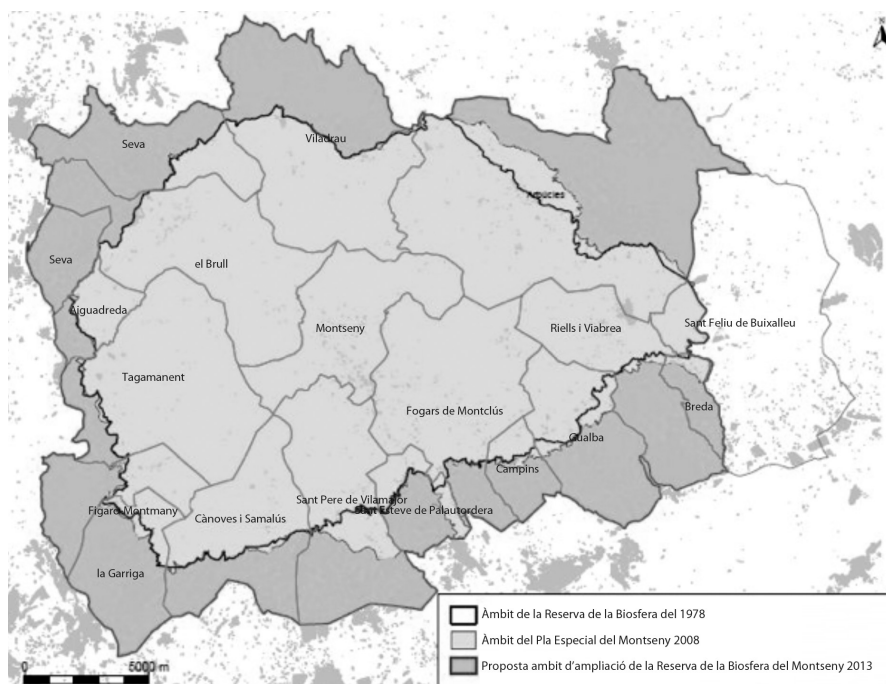 Seva
Viladrau
Arbúcies
Seva
el Brull
Aiguadreda
Montseny
Riells i Viabrea
Sant Feliu de Buixalleu
Tagamanent
Fogars de Montclús
Breda
Gualba
Campins
Sant Pere de Vilamajor
Figaró-Montmany
Cànoves i Samalús
Sant Esteve de Palautordera
la Garriga
Àmbit de la Reserva de la Biosfera del 1978
Àmbit del Pla Especial del Montseny 2008
Proposta ambit d'ampliació de la Reserva de la Biosfera del Montseny 2013
0 5000 m